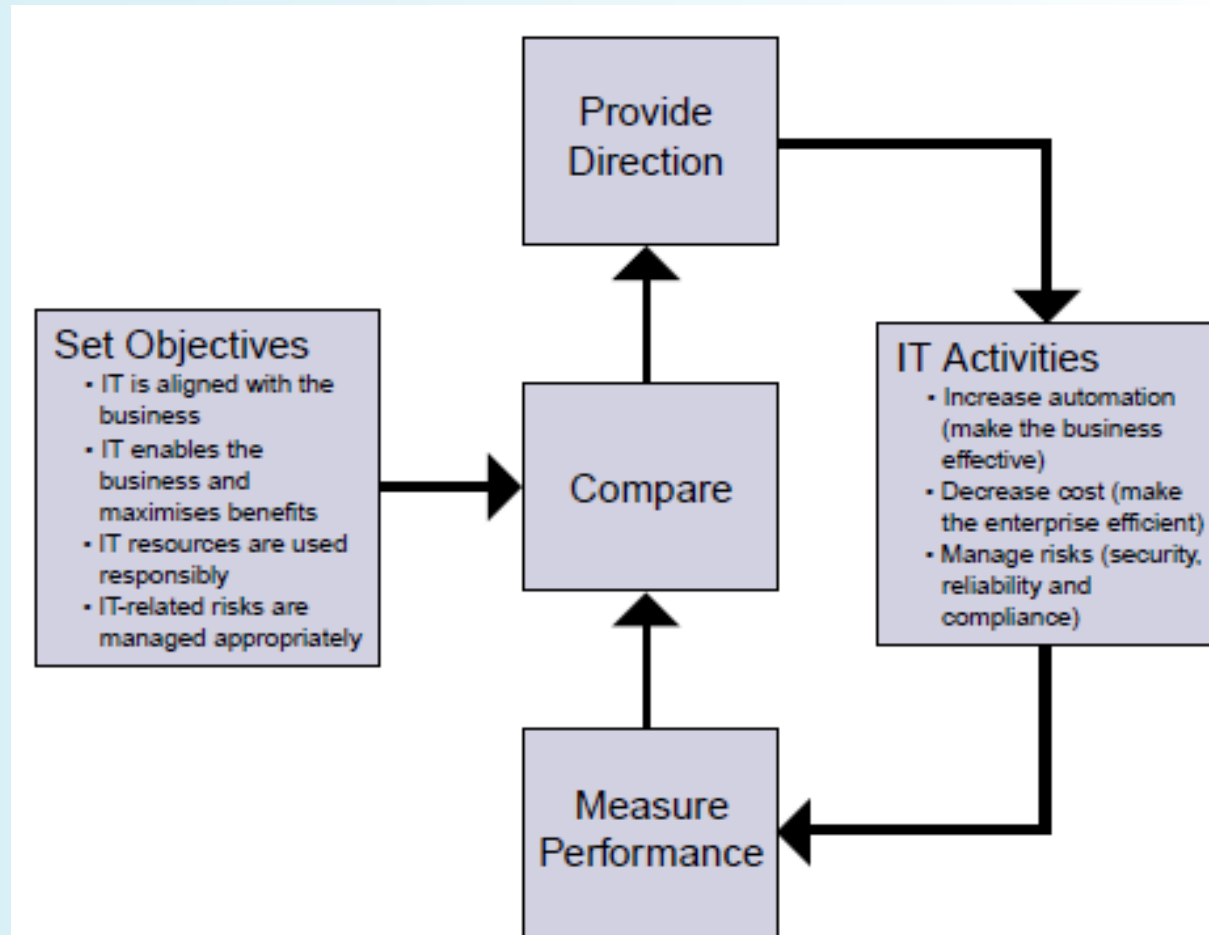 Provide
Direction
Set Objectives
▪ IT is aligned with the
business
▪ IT enables the
business and
maximises benefits
▪ IT resources are used
responsibly
▪ IT-related risks are
managed appropriately
Compare
IT Activities
▪ Increase automation
(make the business
effective)
▪ Decrease cost (make
the enterprise efficient)
▪ Manage risks (security,
reliability and
compliance)
Measure
Performance